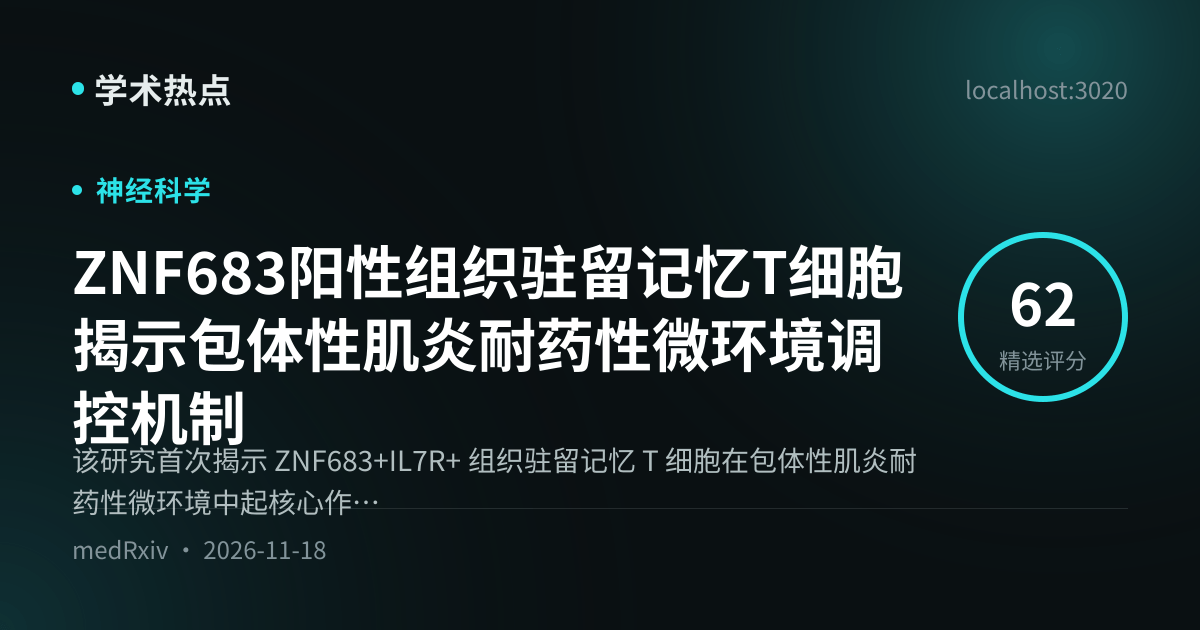 学术热点
localhost:3020
神经科学
ZNF683阳性组织驻留记忆T细胞
揭示包体性肌炎耐药性微环境调
控机制
62
精选评分
该研究首次揭示 ZNF683+IL7R+ 组织驻留记忆 T 细胞在包体性肌炎耐
药性微环境中起核心作…
medRxiv • 2026-11-18